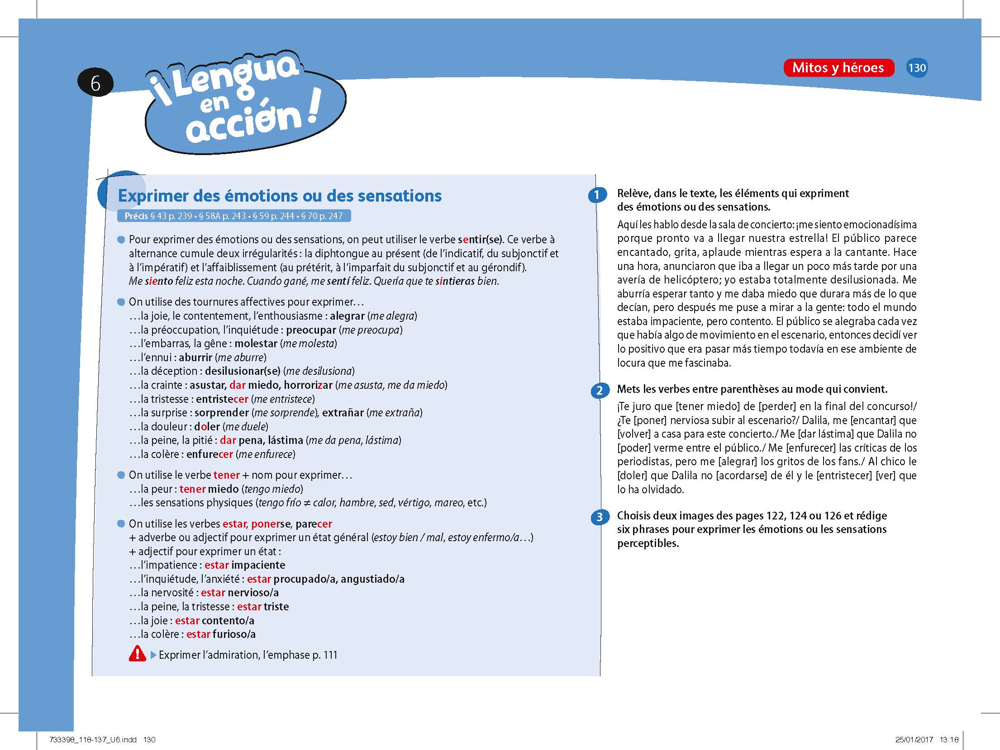 6
¡Lengua
en
acción!
Mitos y héroes
130
Exprimer des émotions ou des sensations
Précis § 43 p. 239 • § 58A p. 243 • § 59 p. 244 • § 70 p. 247
Pour exprimer des émotions ou des sensations, on peut utiliser le verbe sentir(se). Ce verbe à
alternance cumule deux irrégularités : la diphtongue au présent (de l’indicatif, du subjonctif et
à l’impératif) et l’affaiblissement (au prétérit, à l’imparfait du subjonctif et au gérondif).
Me siento feliz esta noche. Cuando gané, me sentí feliz. Quería que te sintieras bien.
On utilise des tournures affectives pour exprimer…
…la joie, le contentement, l’enthousiasme : alegrar (me alegra)
…la préoccupation, l’inquiétude : preocupar (me preocupa)
…l’embarras, la gêne : molestar (me molesta)
…l’ennui : aburrir (me aburre)
…la déception : desilusionar(se) (me desilusiona)
…la crainte : asustar, dar miedo, horrorizar (me asusta, me da miedo)
…la tristesse : entristecer (me entristece)
…la surprise : sorprender (me sorprende), extrañar (me extraña)
…la douleur : doler (me duele)
…la peine, la pitié : dar pena, lástima (me da pena, lástima)
…la colère : enfurecer (me enfurece)
On utilise le verbe tener + nom pour exprimer…
…la peur : tener miedo (tengo miedo)
…les sensations physiques (tengo frío ≠ calor, hambre, sed, vértigo, mareo, etc.)
On utilise les verbes estar, ponerse, parecer
+ adverbe ou adjectif pour exprimer un état général (estoy bien / mal, estoy enfermo/a…)
+ adjectif pour exprimer un état :
…l’impatience : estar impaciente
…l’inquiétude, l’anxiété : estar procupado/a, angustiado/a
…la nervosité : estar nervioso/a
…la peine, la tristesse : estar triste
…la joie : estar contento/a
…la colère : estar furioso/a
! Exprimer l’admiration, l’emphase p. 111
1 Relève, dans le texte, les éléments qui expriment
des émotions ou des sensations.
Aquí les hablo desde la sala de concierto: ¡me siento emocionadísima
porque pronto va a llegar nuestra estrella! El público parece
encantado, grita, aplaude mientras espera a la cantante. Hace
una hora, anunciaron que iba a llegar un poco más tarde por una
avería de helicóptero; yo estaba totalmente desilusionada. Me
aburría esperar tanto y me daba miedo que durara más de lo que
decían, pero después me puse a mirar a la gente: todo el mundo
estaba impaciente, pero contento. El público se alegraba cada vez
que había algo de movimiento en el escenario, entonces decidí ver
lo positivo que era pasar más tiempo todavía en ese ambiente de
locura que me fascinaba.
2 Mets les verbes entre parenthèses au mode qui convient.
¡Te juro que [tener miedo] de [perder] en la final del concurso!/
¿Te [poner] nerviosa subir al escenario?/ Dalila, me [encantar] que
[volver] a casa para este concierto./ Me [dar lástima] que Dalila no
[poder] verme entre el público./ Me [enfurecer] las críticas de los
periodistas, pero me [alegrar] los gritos de los fans./ Al chico le
[doler] que Dalila no [acordarse] de él y le [entristecer] [ver] que
lo ha olvidado.
3 Choisis deux images des pages 122, 124 ou 126 et rédige
six phrases pour exprimer les émotions ou les sensations
perceptibles.
733398_118-137_U6.indd 130
25/01/2017 13:18